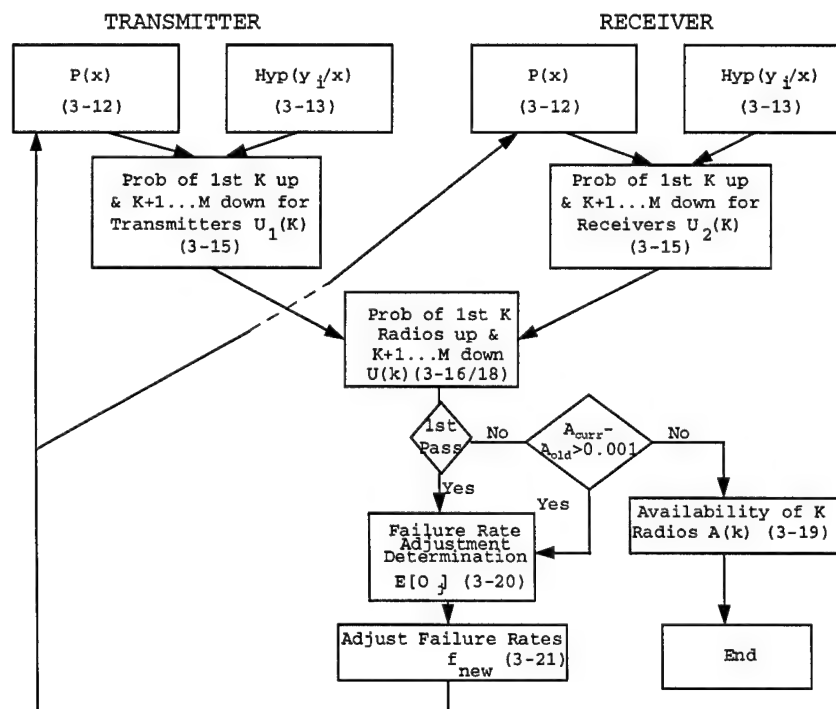 TRANSMITTER
RECEIVER
P(x)
(3-12)
Hyp(y i/x)
(3-13)
P(x)
(3-12)
Hyp(y i/x)
(3-13)
Prob of 1st K up
& K+1...M down for
Transmitters U1(K)
(3-15)
Prob of 1st K up
& K+1...M down for
Receivers U2(K)
(3-15)
Prob of 1st K
Radios up &
K+1...M down
U(k)(3-16/18)
1st
Pass
No
Acurr-
Aold>0.001
No
Yes
Yes
Failure Rate
Adjustment
Determination
E[O j] (3-20)
Availability of K
Radios A(k) (3-19)
Adjust Failure Rates
fnew (3-21)
End